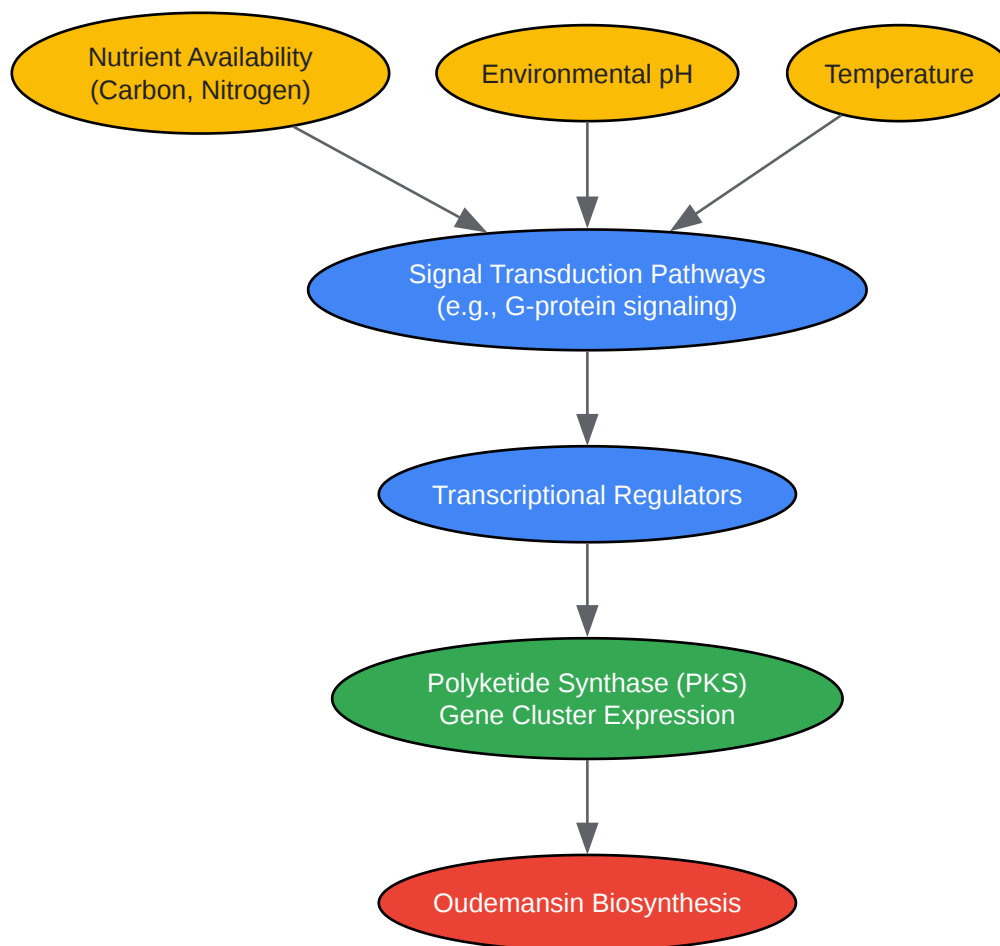 Nutrient Availability
(Carbon, Nitrogen)
Environmental pH
Temperature
Signal Transduction Pathways
(e.g., G-protein signaling)
Transcriptional Regulators
Polyketide Synthase (PKS)
Gene Cluster Expression
Oudemansin Biosynthesis